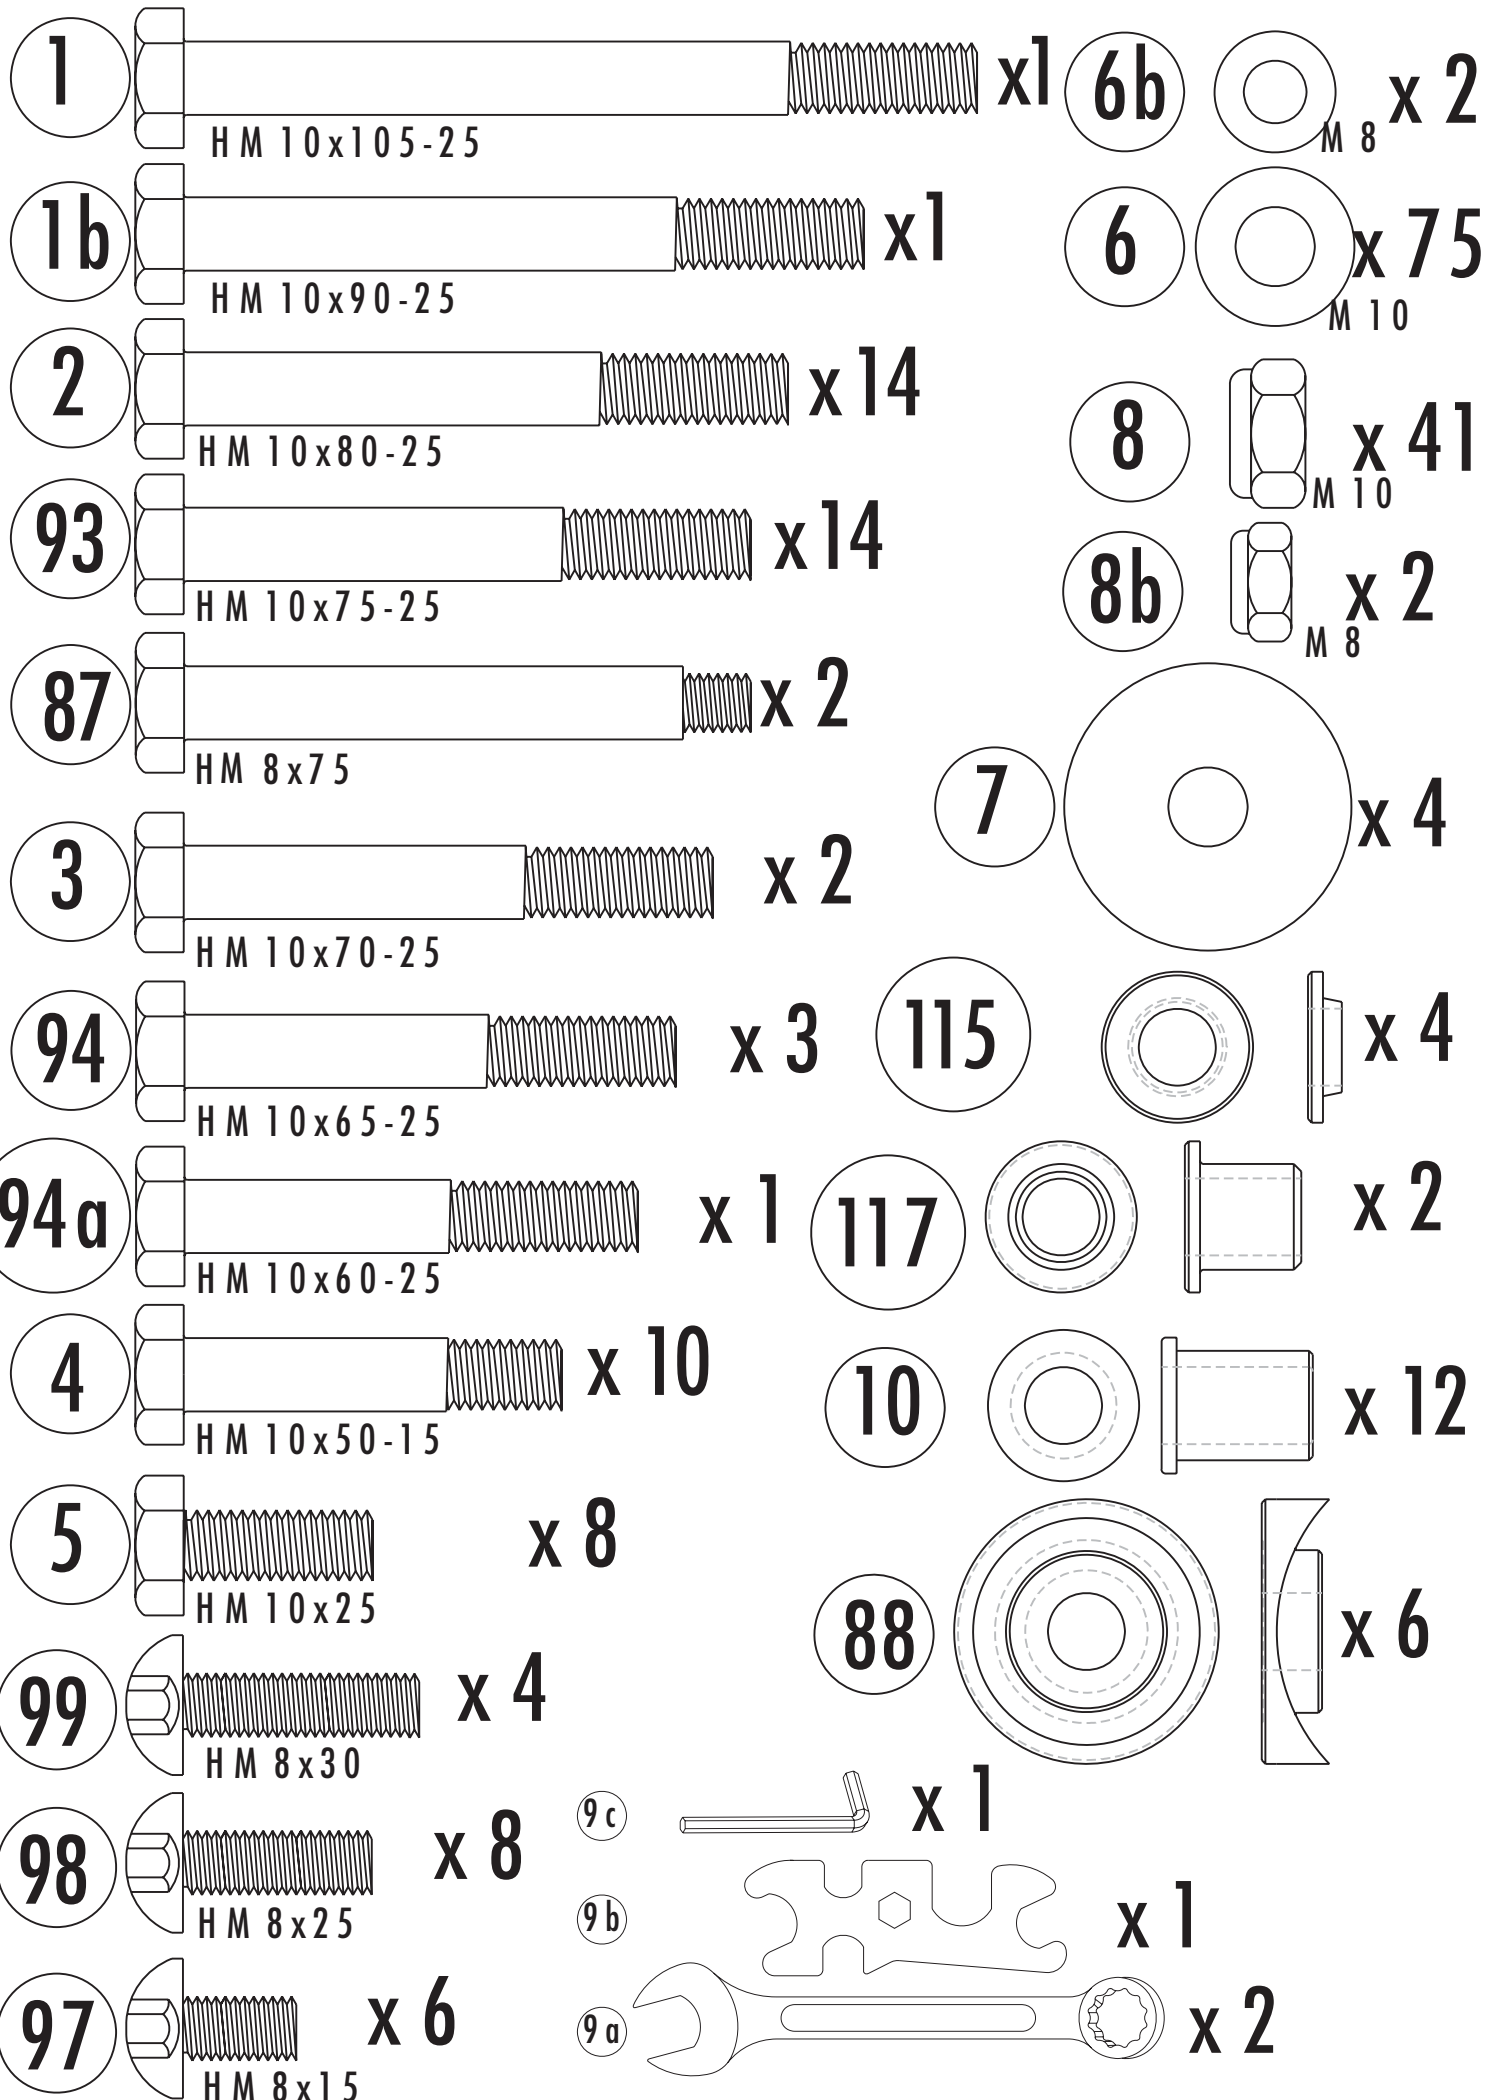 1 x1
HM 10x105-25
1b x1
HM 10x90-25
2 x 14
HM 10x80-25
93 x 14
HM 10x75-25
87 x 2
HM 8x75
3 x 2
HM 10x70-25
94 x 3
HM 10x65-25
94a x 1
HM 10x60-25
4 x 10
HM 10x50-15
5 x 8
HM 10x25
99 x 4
HM 8x30
98 x 8
HM 8x25
97 x 6
HM 8x15
6b x 2
M 8
6 x 75
M 10
8 x 41
M 10
8b x 2
M 8
7 x 4
115 x 4
117 x 2
10 x 12
88 x 6
9c x 1
9b x 1
9a x 2